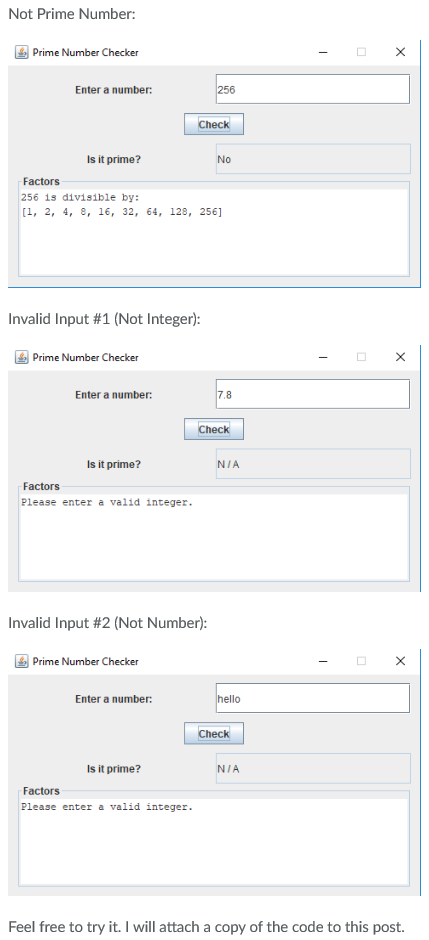 Not Prime Number:
Prime Number Checker
Enter a number:
256
Check
Is it prime?
No
Factors
256 is divisible by:
[1, 2, 4, 8, 16, 32, 64, 128, 256]
Invalid Input #1 (Not Integer):
Prime Number Checker
Enter a number:
7.8
Check
Is it prime?
N/A
Factors
Please enter a valid integer.
Invalid Input #2 (Not Number):
Prime Number Checker
Enter a number:
hello
Check
Is it prime?
N/A
Factors
Please enter a valid integer.
Feel free to try it. I will attach a copy of the code to this post.